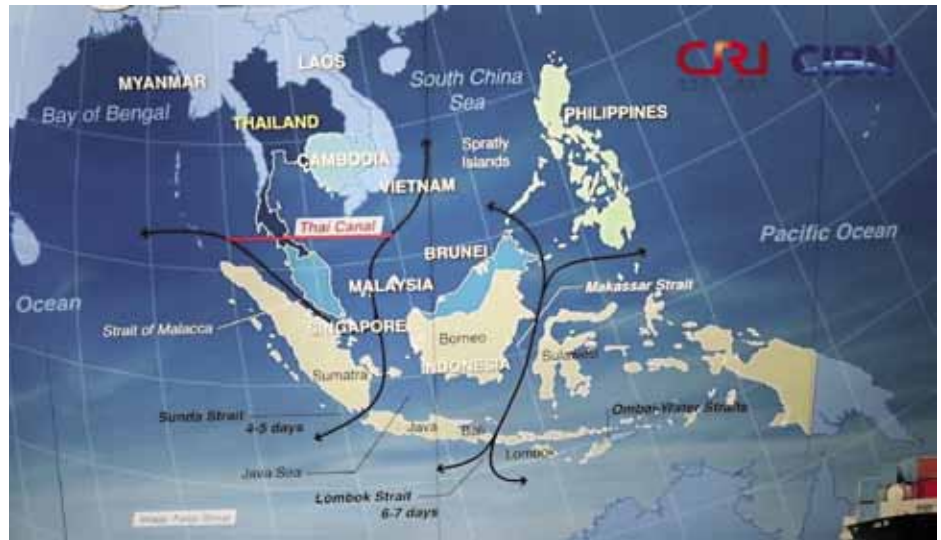 CRI CIBN
LAOS
MYANMAR
South China
Sea
Bay of Bengal
PHILIPPINES
THAILAND
Spratly
Islands
CAMBODIA
VIETNAM
Thai Canal
Pacific Ocean
BRUNEI
MALAYSIA
Makassar Strait
Ocean
Strait of Malacca
SINGAPORE
Borneo
Sulawesi
INDONESIA
Sumatra
Sunda Strait
4-5 days
Ombai-Water Straits
Java
Bali
Lombok
Java Sea
Lombok Strait
6-7 days